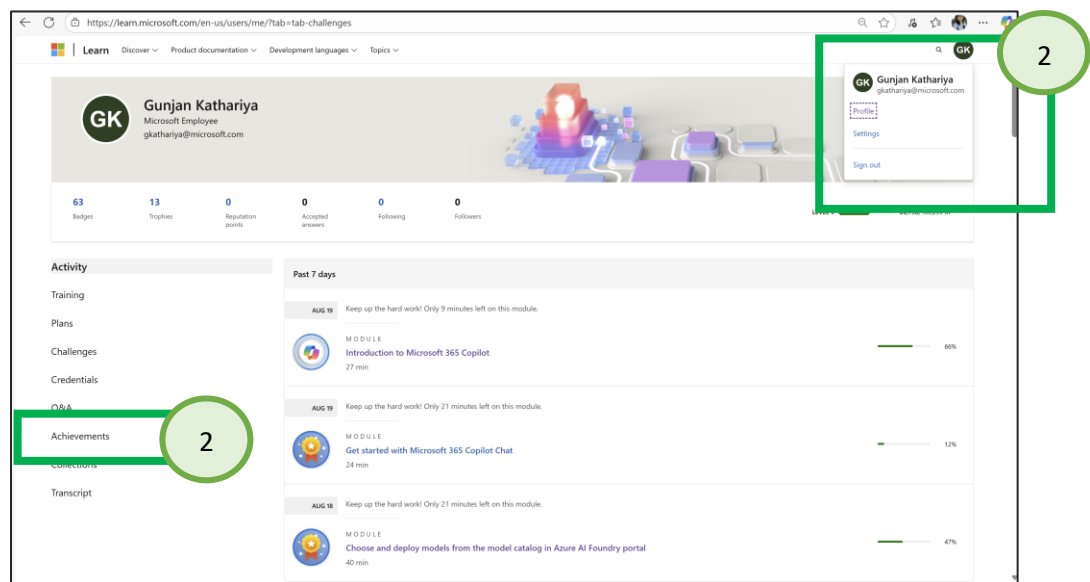 https://learn.microsoft.com/en-us/users/me/?tab=tab-challenges
Learn Discover Product documentation Development languages Topics
GK
2
GK
Gunjan Kathariya
Microsoft Employee
gkathariya@microsoft.com
GK
Gunjan Kathariya
gkathariya@microsoft.com
Profile
Settings
Sign out
63 13 0 0 0 0
Badges Trophies Reputation points Accepted answers Following Followers
Activity
Training
Plans
Challenges
Credentials
Q&A
Achievements
2
Collections
Transcript
Past 7 days
AUG 19 Keep up the hard work! Only 9 minutes left on this module.
MODULE
Introduction to Microsoft 365 Copilot
27 min
66%
AUG 19 Keep up the hard work! Only 21 minutes left on this module.
MODULE
Get started with Microsoft 365 Copilot Chat
24 min
12%
AUG 18 Keep up the hard work! Only 21 minutes left on this module.
MODULE
Choose and deploy models from the model catalog in Azure AI Foundry portal
40 min
47%